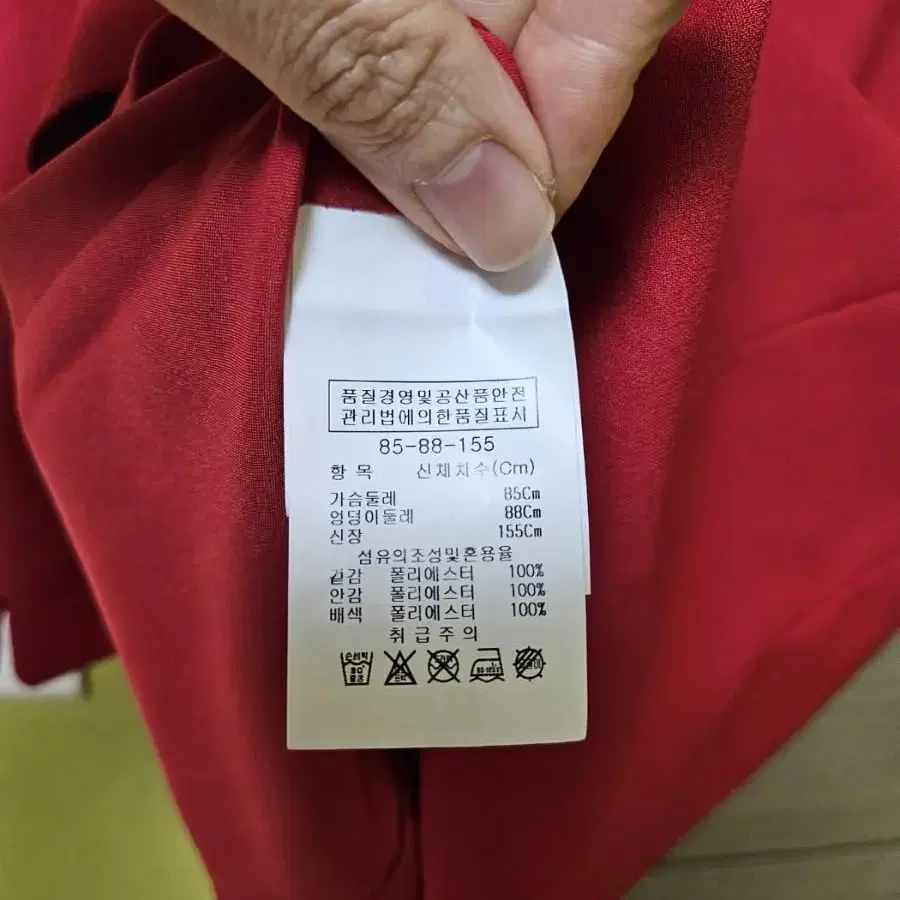 품질경영및공산품안전
관리법에의한품질표시
85-88-155
항 목 신체치수(Cm)
가슴둘레 85Cm
엉덩이둘레 88Cm
신장 155Cm
섬유의조성및혼용율
겉감 폴리에스터 100%
안감 폴리에스터 100%
배색 폴리에스터 100%
취급주의
손세탁
30°